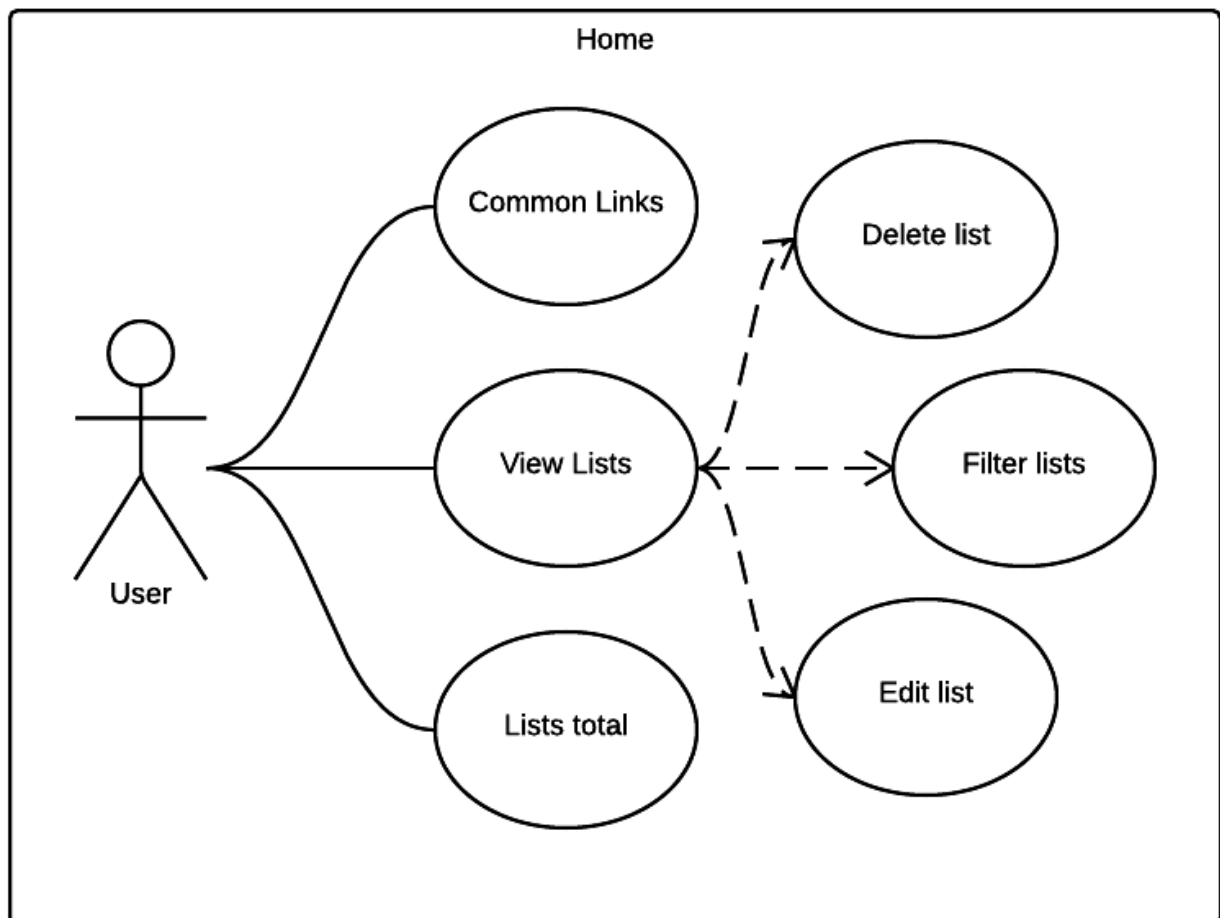 Home
Common Links
Delete list
View Lists
Filter lists
User
Edit list
Lists total